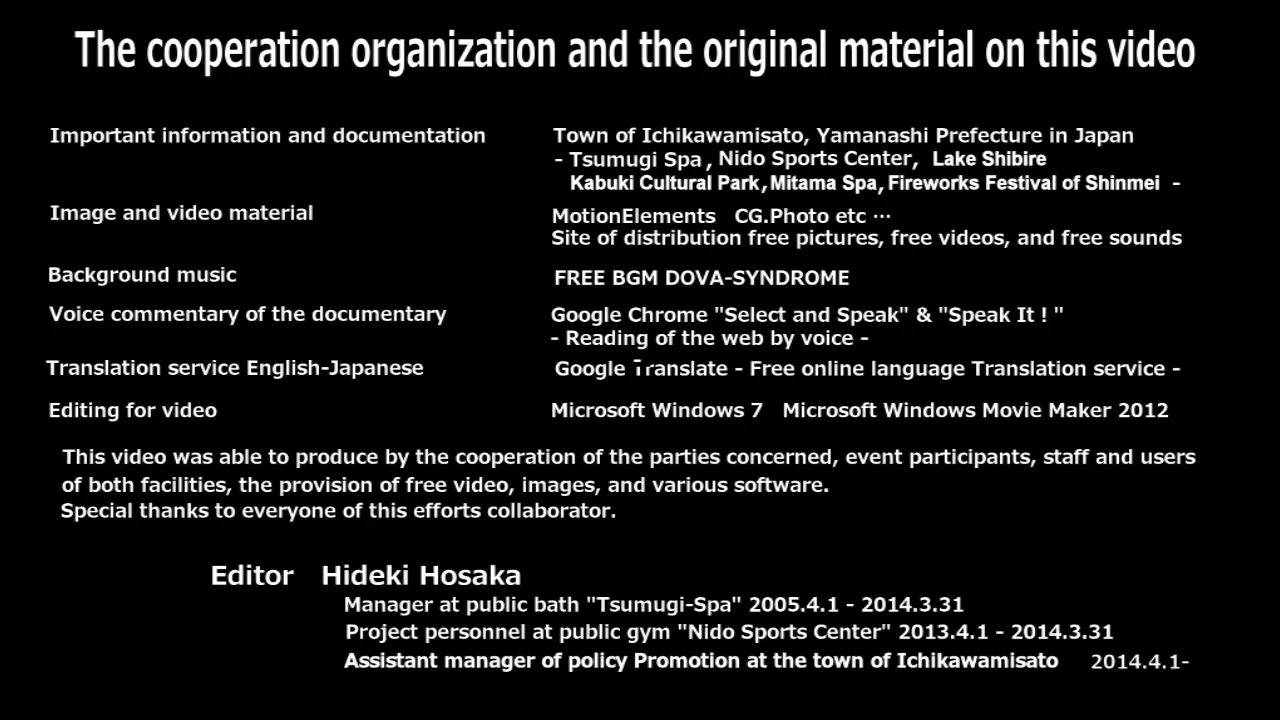 The cooperation organization and the original material on this video
Important information and documentation Town of Ichikawamisato, Yamanashi Prefecture in Japan
- Tsumugi Spa , Nido Sports Center, Lake Shibire
Kabuki Cultural Park, Mitama Spa, Fireworks Festival of Shinmei -
Image and video material MotionElements CG.Photo etc …
Site of distribution free pictures, free videos, and free sounds
Background music FREE BGM DOVA-SYNDROME
Voice commentary of the documentary Google Chrome "Select and Speak" & "Speak It ! "
- Reading of the web by voice -
Translation service English-Japanese Google Translate - Free online language Translation service -
Editing for video Microsoft Windows 7 Microsoft Windows Movie Maker 2012
This video was able to produce by the cooperation of the parties concerned, event participants, staff and users
of both facilities, the provision of free video, images, and various software.
Special thanks to everyone of this efforts collaborator.
Editor Hideki Hosaka
Manager at public bath "Tsumugi-Spa" 2005.4.1 - 2014.3.31
Project personnel at public gym "Nido Sports Center" 2013.4.1 - 2014.3.31
Assistant manager of policy Promotion at the town of Ichikawamisato 2014.4.1-